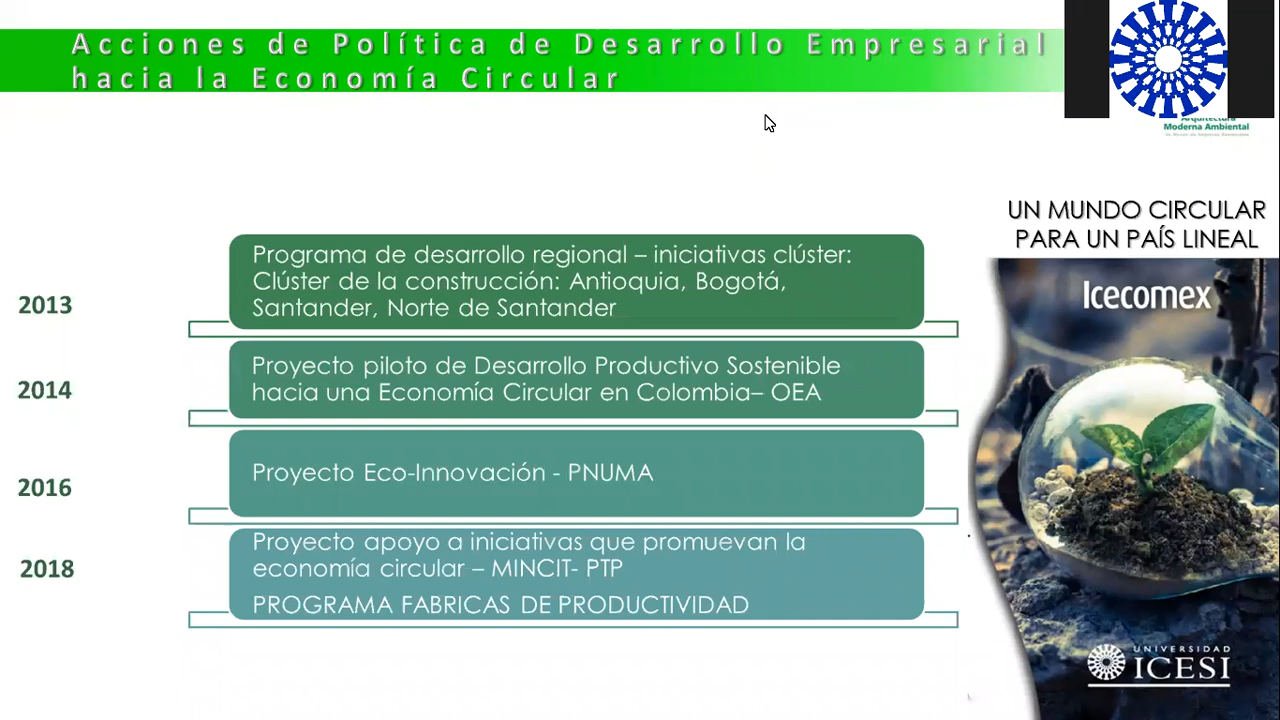 Acciones de Política de Desarrollo Empresarial
hacia la Economía Circular
Arquitectura
Moderna Ambiental
UN MUNDO CIRCULAR
PARA UN PAÍS LINEAL
Icecomex
2013
Programa de desarrollo regional – iniciativas clúster:
Clúster de la construcción: Antioquia, Bogotá,
Santander, Norte de Santander
2014
Proyecto piloto de Desarrollo Productivo Sostenible
hacia una Economía Circular en Colombia– OEA
2016
Proyecto Eco-Innovación - PNUMA
2018
Proyecto apoyo a iniciativas que promuevan la
economía circular – MINCIT- PTP
PROGRAMA FABRICAS DE PRODUCTIVIDAD
UNIVERSIDAD
ICESI